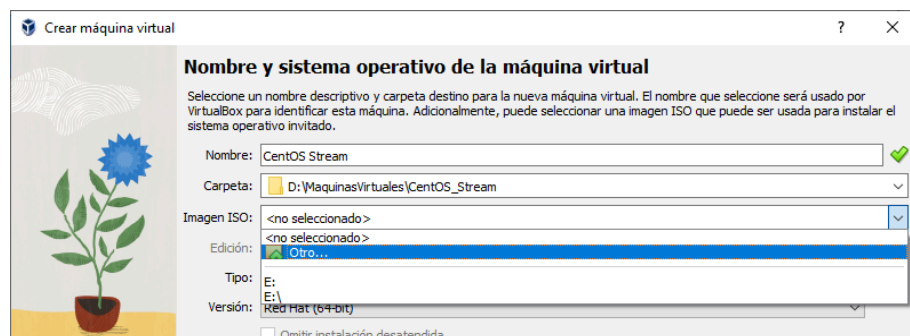 Crear máquina virtual
?
Nombre y sistema operativo de la máquina virtual
Seleccione un nombre descriptivo y carpeta destino para la nueva máquina virtual. El nombre que seleccione será usado por
VirtualBox para identificar esta máquina. Adicionalmente, puede seleccionar una imagen ISO que puede ser usada para instalar el
sistema operativo invitado.
Nombre: CentOS Stream
Carpeta: D:\MaquinasVirtuales\CentOS_Stream
Imagen ISO: <no seleccionado>
<no seleccionado>
Edición: Otro...
Tipo: E:
E:\
Versión: Red Hat (64-bit)
Omitir instalación desatendida